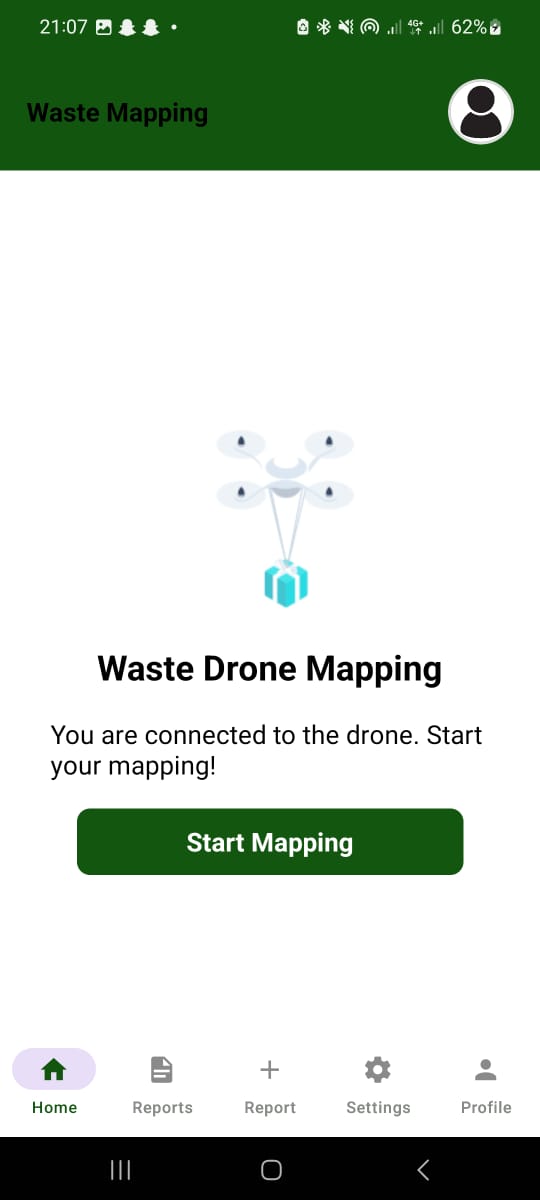 21:07
4G+
62%
Waste Mapping
Waste Drone Mapping
You are connected to the drone. Start
your mapping!
Start Mapping
Home Reports Report Settings Profile